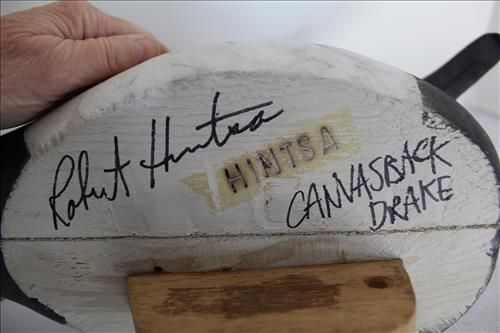 Robert Hintsa
HINTSA
CANVASBACK
DRAKE